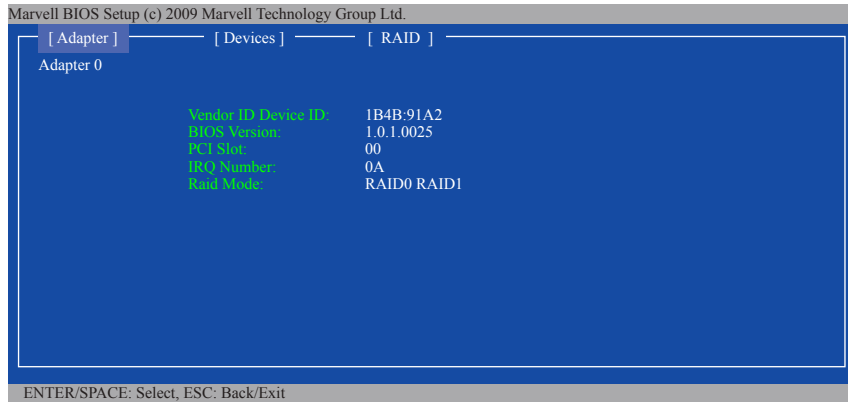 Marvell BIOS Setup (c) 2009 Marvell Technology Group Ltd.
[ Adapter ] [ Devices ] [ RAID ]
Adapter 0
Vendor ID Device ID: 1B4B:91A2
BIOS Version: 1.0.1.0025
PCI Slot: 00
IRQ Number: 0A
Raid Mode: RAID0 RAID1
ENTER/SPACE: Select, ESC: Back/Exit